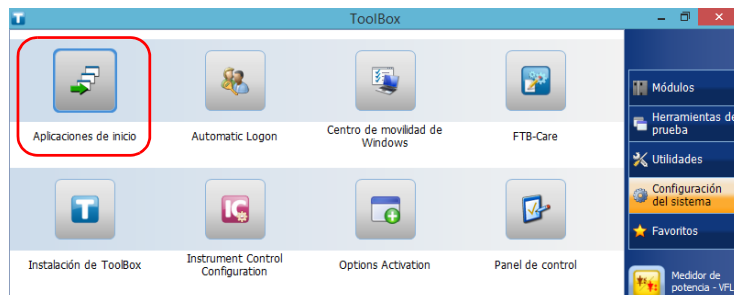 ToolBox
Aplicaciones de inicio
Automatic Logon
Centro de movilidad de
Windows
FTB-Care
Instalación de ToolBox
Instrument Control
Configuration
Options Activation
Panel de control
Módulos
Herramientas de
prueba
Utilidades
Configuración
del sistema
Favoritos
Medidor de
potencia - VFL